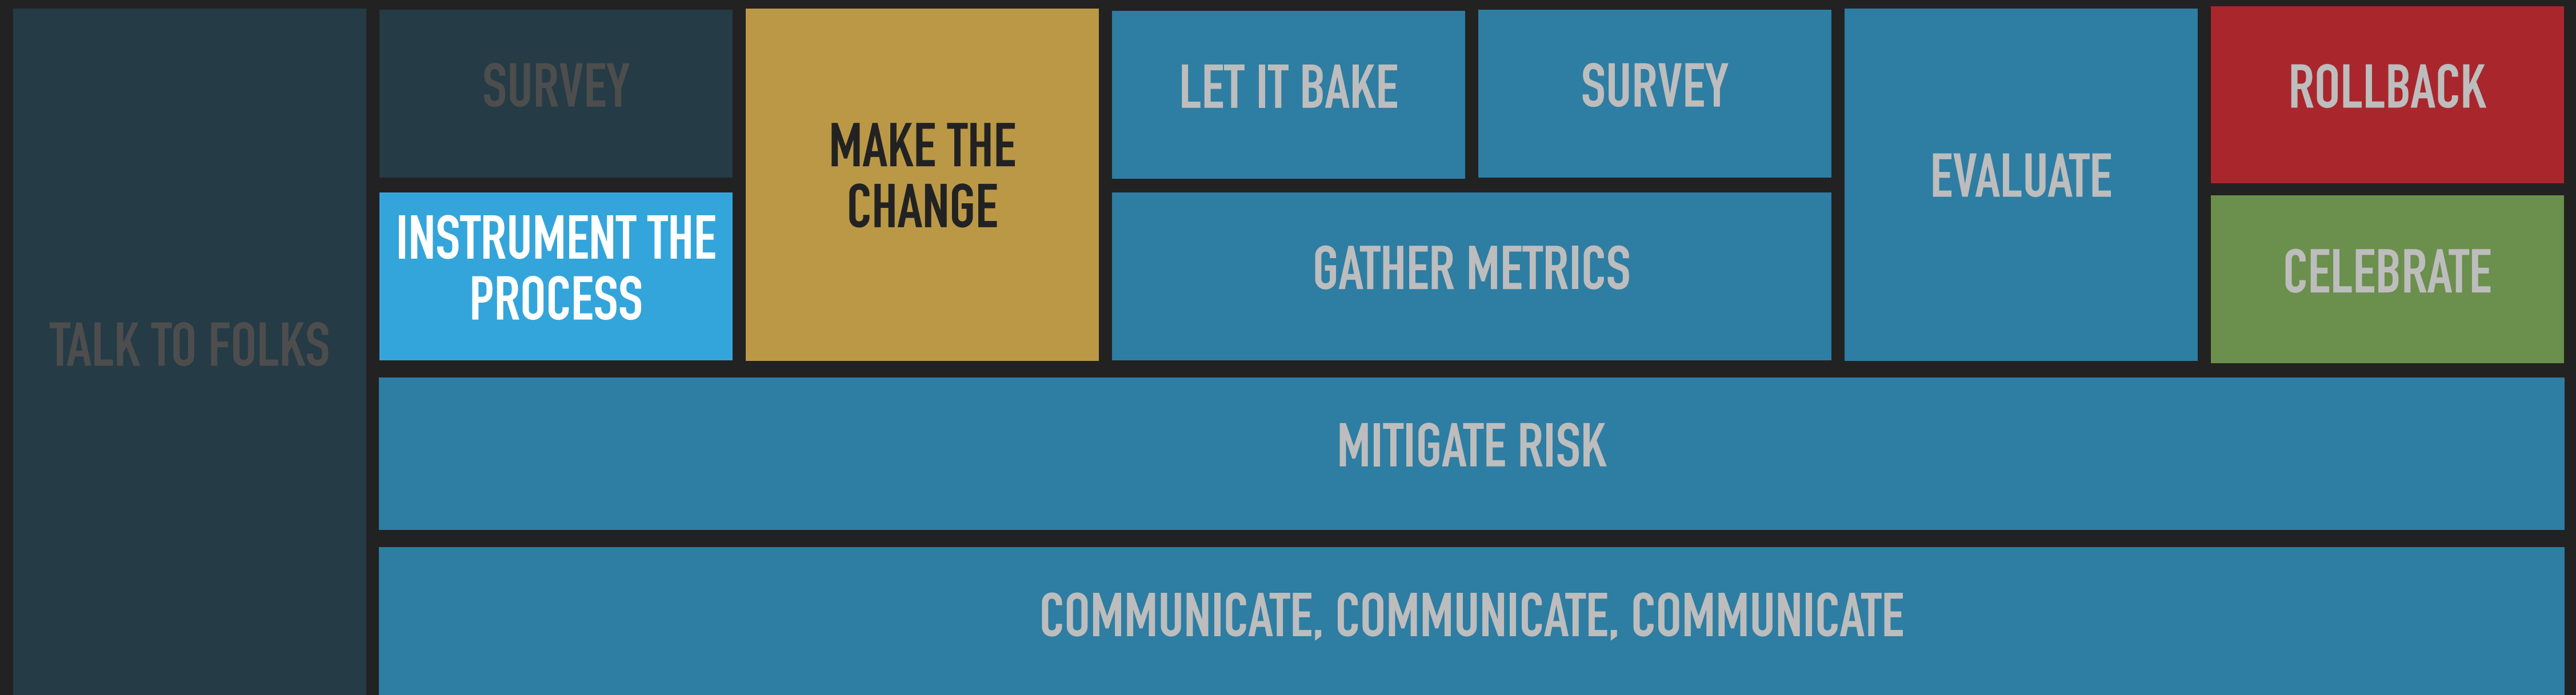 TALK TO FOLKS
SURVEY
INSTRUMENT THE
PROCESS
MAKE THE
CHANGE
LET IT BAKE
SURVEY
GATHER METRICS
EVALUATE
ROLLBACK
CELEBRATE
MITIGATE RISK
COMMUNICATE, COMMUNICATE, COMMUNICATE